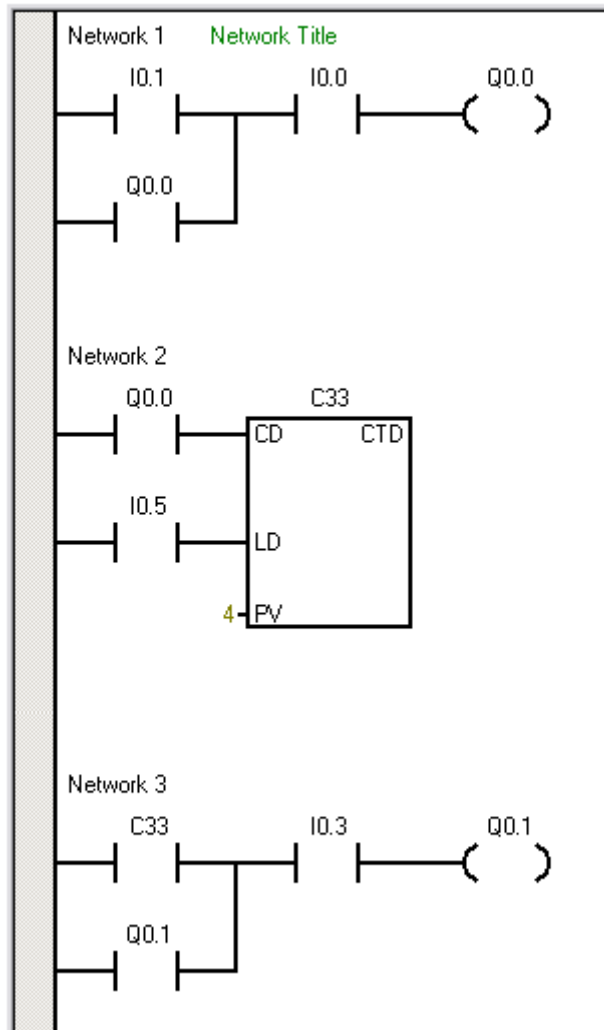 Network 1 Network Title
I0.1 I0.0 Q0.0
Q0.0
Network 2
Q0.0 C33
CD CTD
I0.5
LD
4 PV
Network 3
C33 I0.3 Q0.1
Q0.1